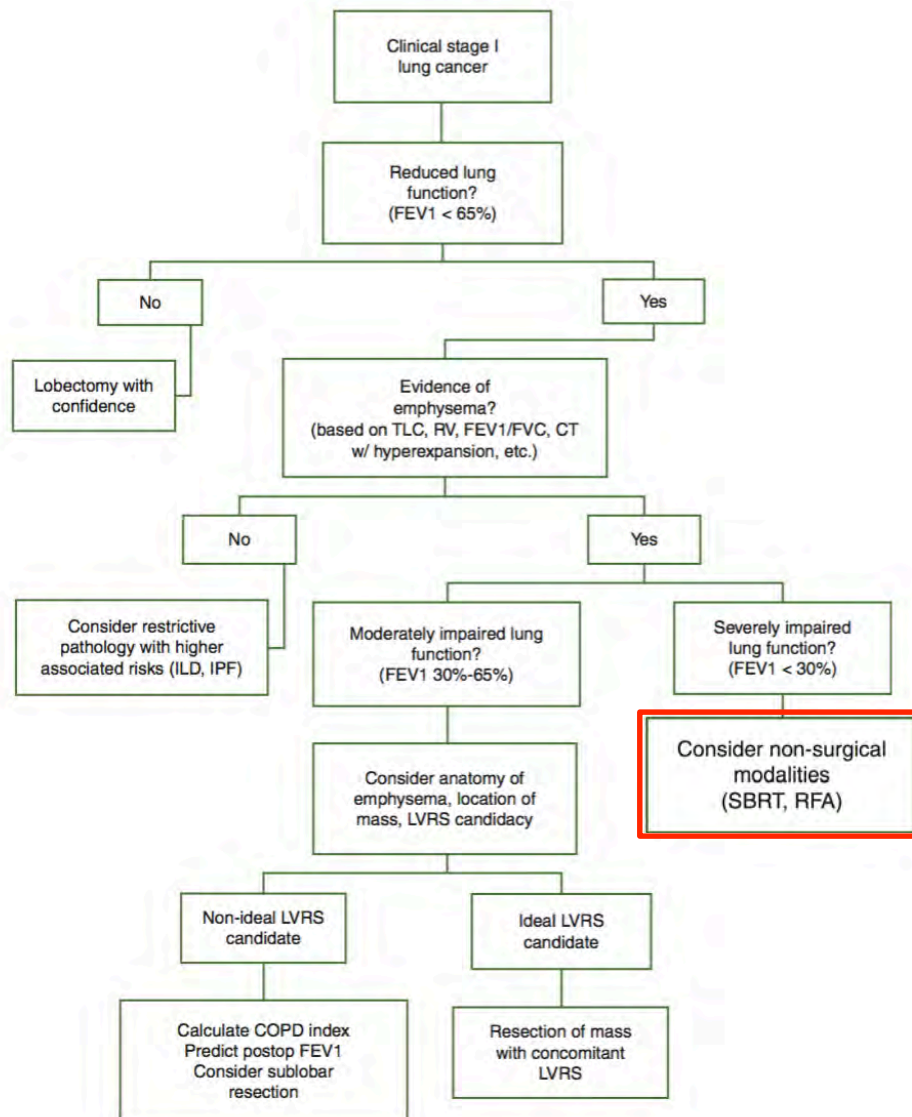 Clinical stage I
lung cancer
Reduced lung
function?
(FEV1 < 65%)
No
Yes
Lobectomy with
confidence
Evidence of
emphysema?
(based on TLC, RV, FEV1/FVC, CT
w/ hyperexpansion, etc.)
No
Yes
Consider restrictive
pathology with higher
associated risks (ILD, IPF)
Moderately impaired lung
function?
(FEV1 30%-65%)
Severely impaired
lung function?
(FEV1 < 30%)
Consider non-surgical
modalities
(SBRT, RFA)
Consider anatomy of
emphysema, location of
mass, LVRS candidacy
Non-ideal LVRS
candidate
Ideal LVRS
candidate
Calculate COPD index
Predict postop FEV1
Consider sublobar
resection
Resection of mass
with concomitant
LVRS